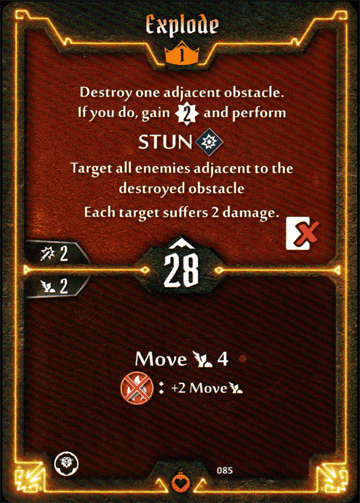 Explode
1
Destroy one adjacent obstacle.
If you do, gain 2 and perform
STUN
Target all enemies adjacent to the
destroyed obstacle
Each target suffers 2 damage.
2
28
2
Move 4
: +2 Move
085